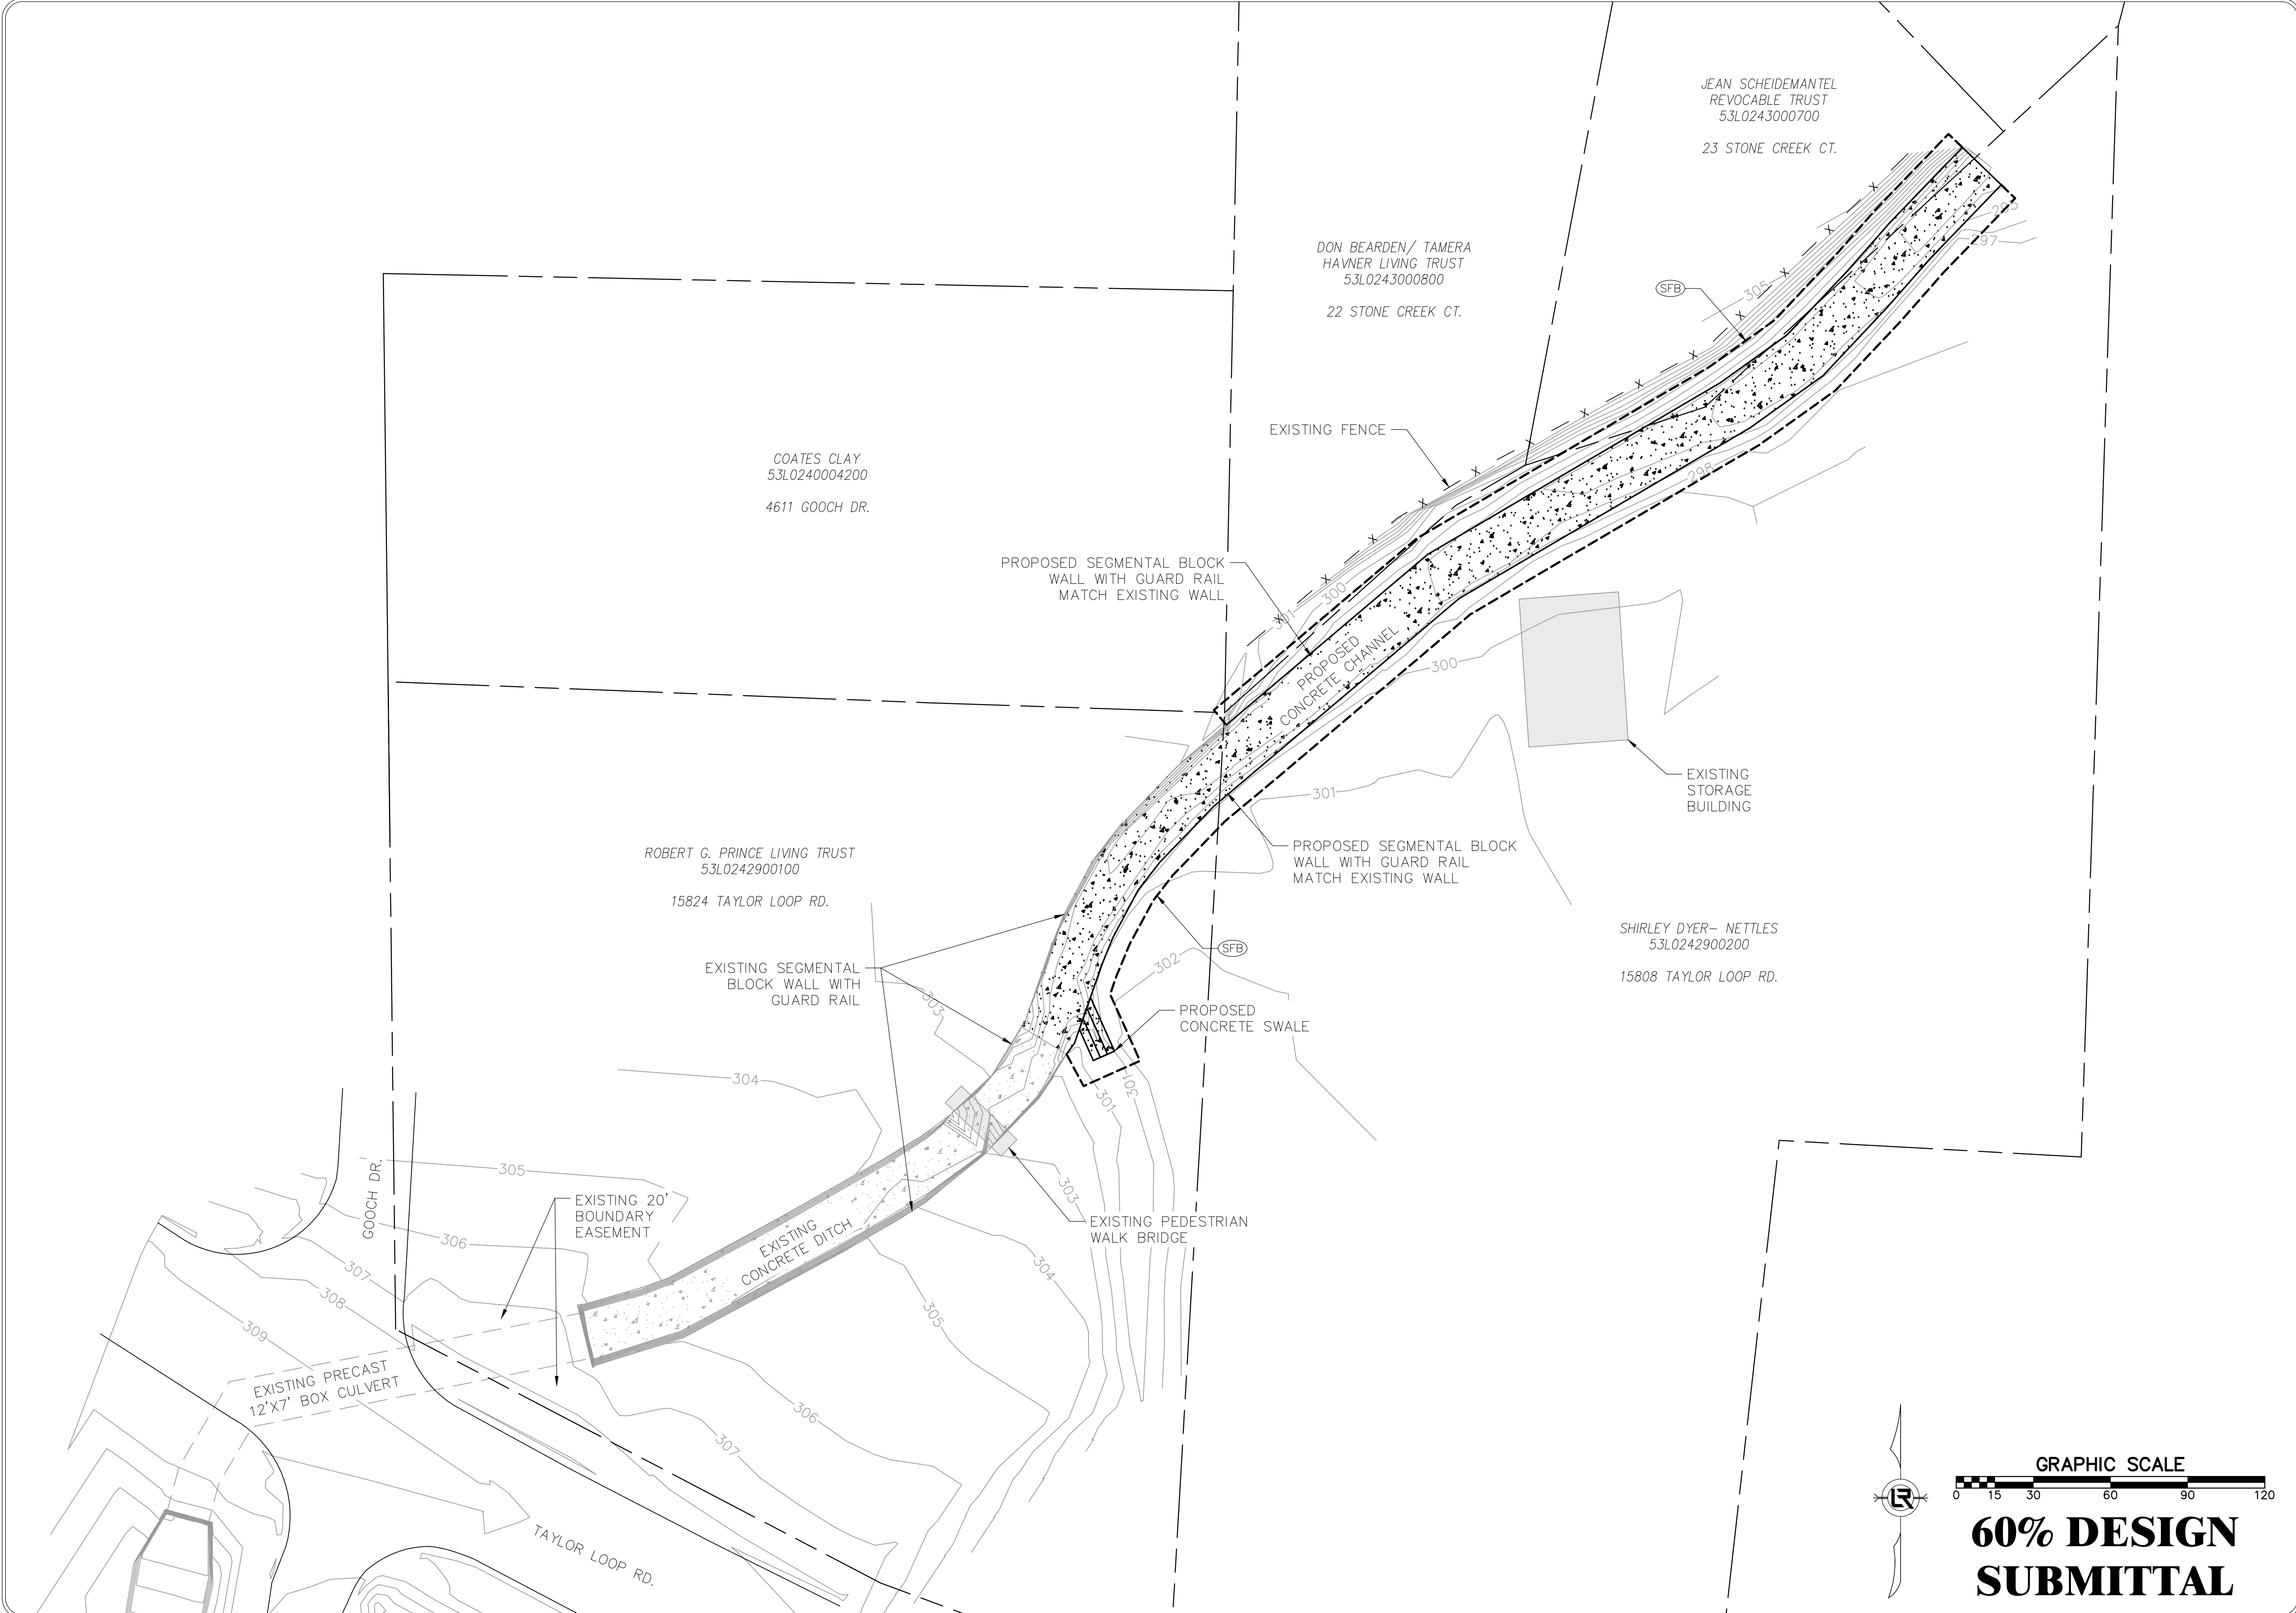 JEAN SCHEIDEMANTEL
REVOCABLE TRUST
53L0243000700
23 STONE CREEK CT.
DON BEARDEN/ TAMERA
HAVNER LIVING TRUST
53L0243000800
22 STONE CREEK CT.
297
SFB
305
EXISTING FENCE
COATES CLAY
53L0240004200
4611 GOOCH DR.
298
PROPOSED SEGMENTAL BLOCK
WALL WITH GUARD RAIL
MATCH EXISTING WALL
300
301
PROPOSED
CONCRETE CHANNEL
300
EXISTING
STORAGE
BUILDING
301
PROPOSED SEGMENTAL BLOCK
WALL WITH GUARD RAIL
MATCH EXISTING WALL
ROBERT G. PRINCE LIVING TRUST
53L0242900100
15824 TAYLOR LOOP RD.
SHIRLEY DYER- NETTLES
53L0242900200
15808 TAYLOR LOOP RD.
SFB
302
EXISTING SEGMENTAL
BLOCK WALL WITH
GUARD RAIL
303
PROPOSED
CONCRETE SWALE
304
301
301
305
303
GOOCH DR.
EXISTING 20'
BOUNDARY
EASEMENT
EXISTING PEDESTRIAN
WALK BRIDGE
306
EXISTING
CONCRETE DITCH
307
304
308
305
309
EXISTING PRECAST
12'X7' BOX CULVERT
306
307
TAYLOR LOOP RD.
GRAPHIC SCALE
0 15 30 60 90 120
LR
60% DESIGN
SUBMITTAL